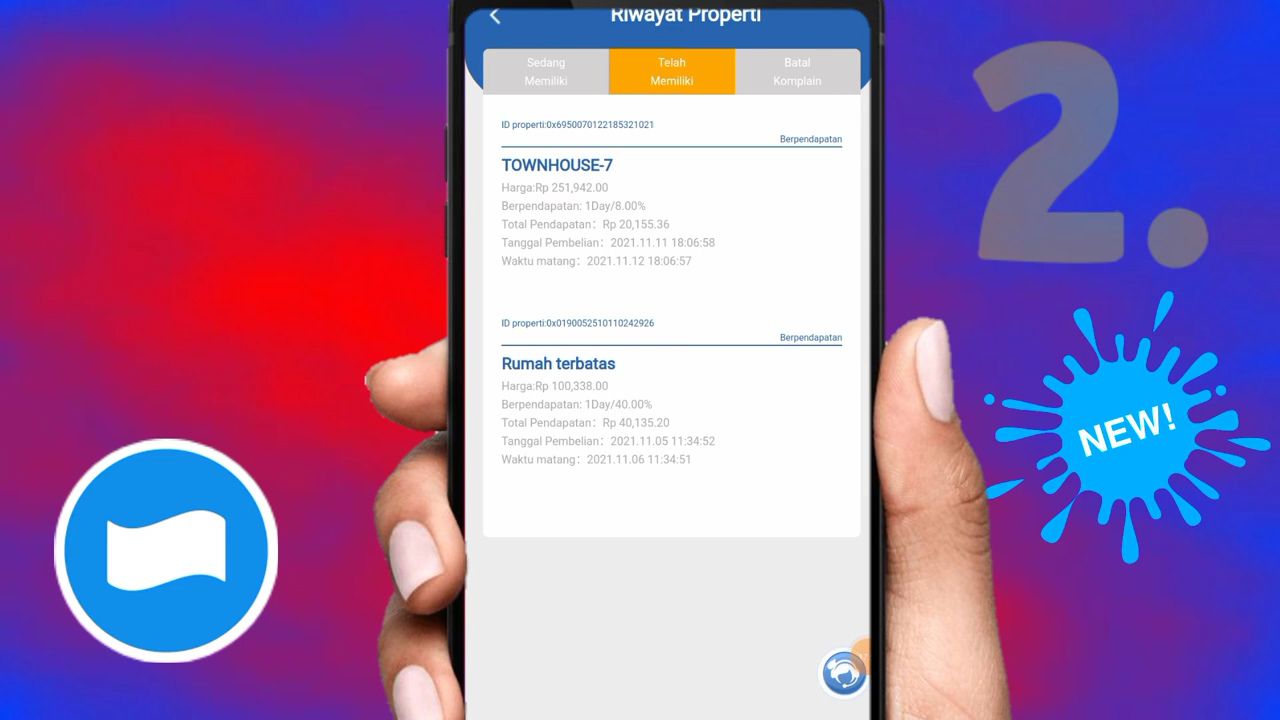 Riwayat Properti
Sedang
Memiliki
Telah
Memiliki
Batal
Komplain
ID properti:0x6950070122185321021
Berpendapatan
TOWNHOUSE-7
Harga:Rp 251,942.00
Berpendapatan: 1Day/8.00%
Total Pendapatan： Rp 20,155.36
Tanggal Pembelian： 2021.11.11 18:06:58
Waktu matang： 2021.11.12 18:06:57
ID properti:0x0190052510110242926
Berpendapatan
Rumah terbatas
Harga:Rp 100,338.00
Berpendapatan: 1Day/40.00%
Total Pendapatan： Rp 40,135.20
Tanggal Pembelian： 2021.11.05 11:34:52
Waktu matang： 2021.11.06 11:34:51
2.
NEW!